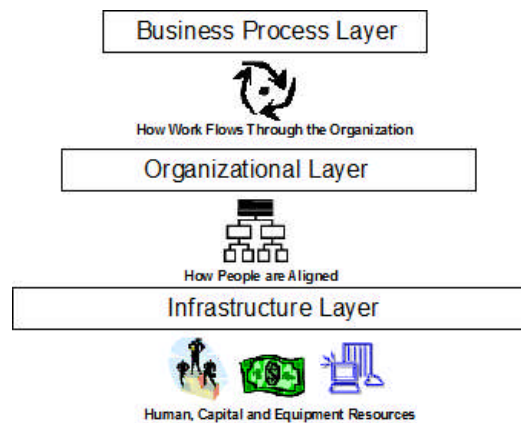 Business Process Layer
How Work Flows Through the Organization
Organizational Layer
How People are Aligned
Infrastructure Layer
$
Human, Capital and Equipment Resources